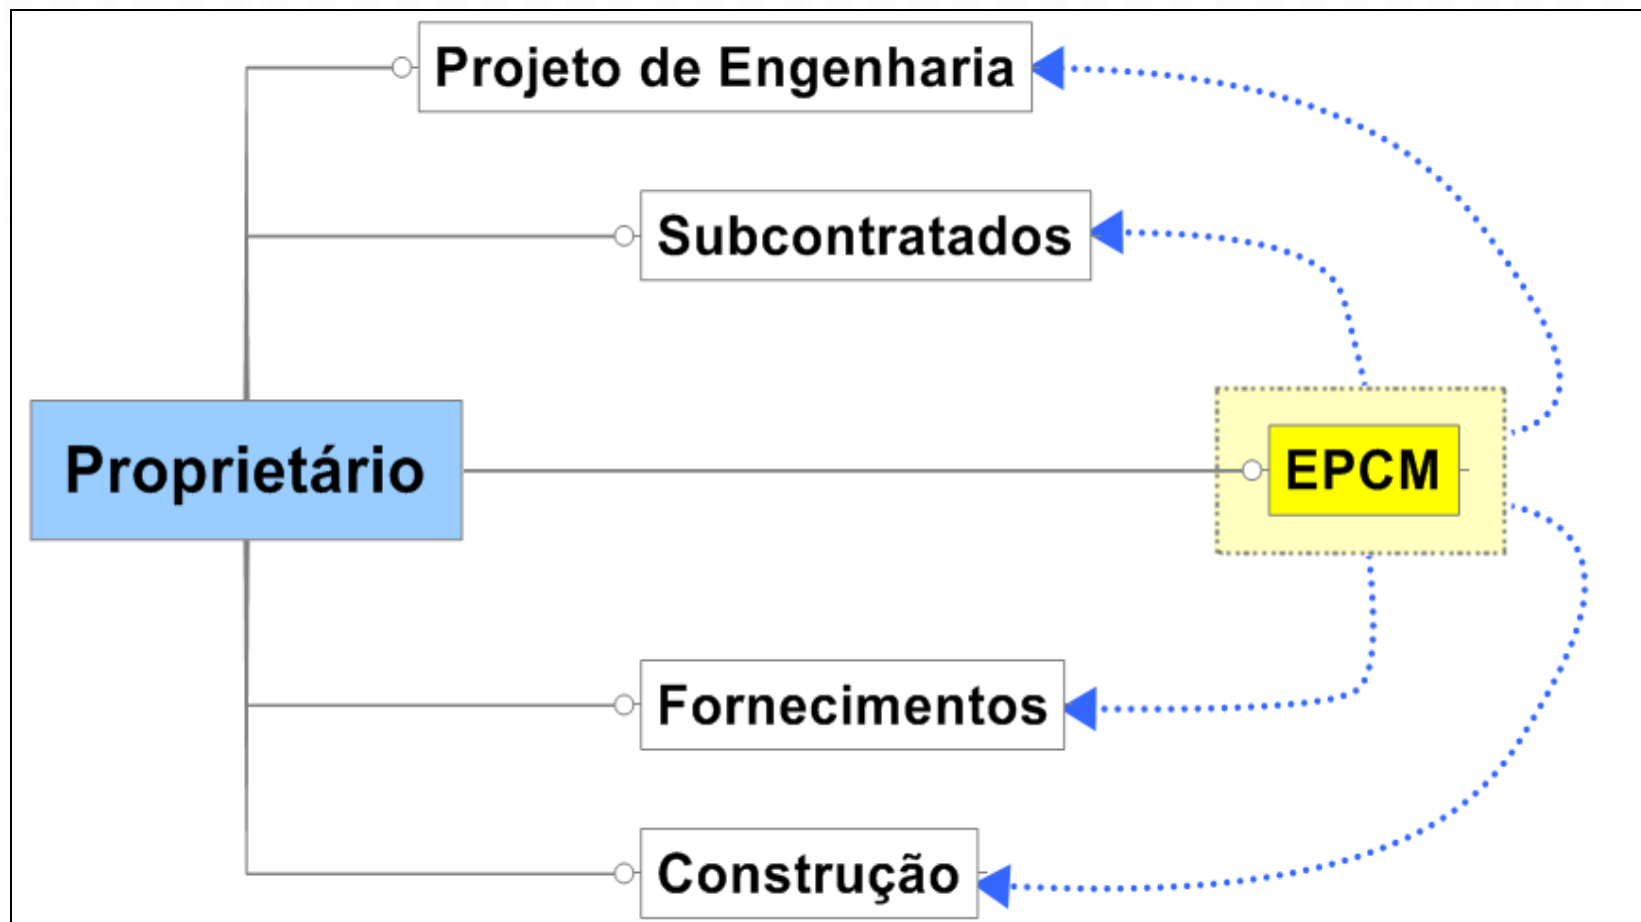 Projeto de Engenharia
Subcontratados
Proprietário
EPCM
Fornecimentos
Construção